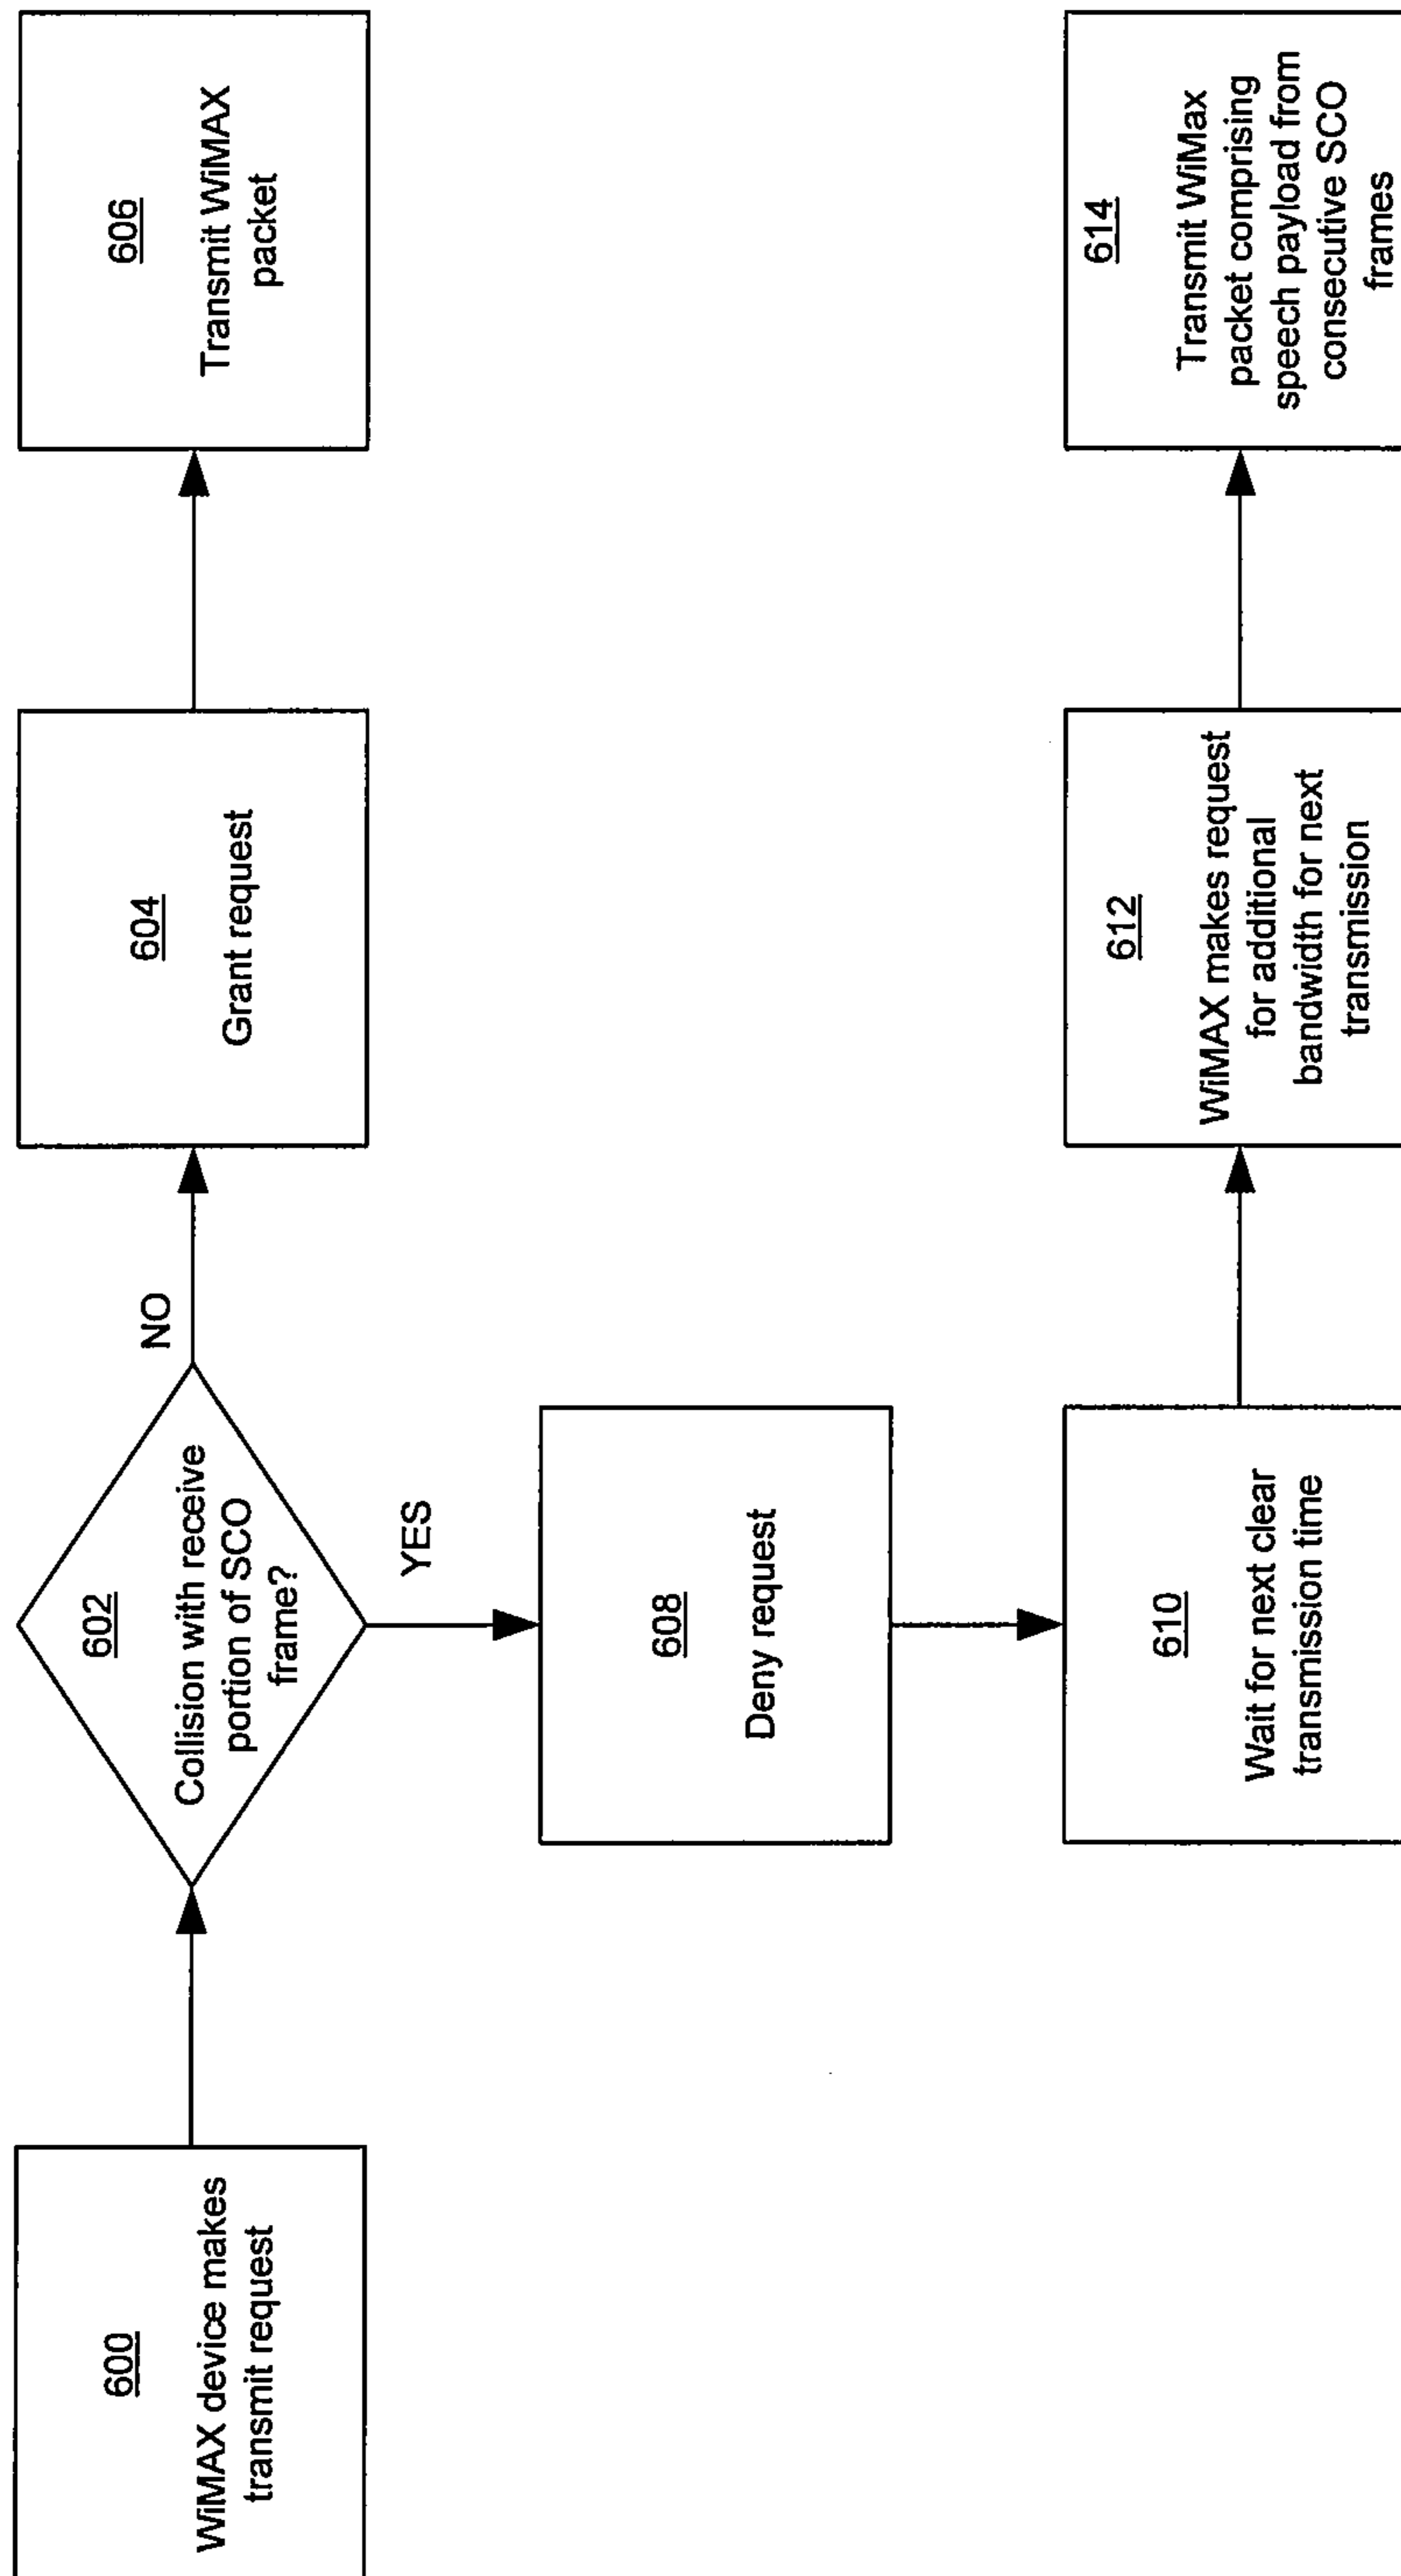 600
WiMAX device makes
transmit request
602
Collision with receive
portion of SCO
frame?
NO
604
Grant request
606
Transmit WiMAX
packet
YES
608
Deny request
610
Wait for next clear
transmission time
612
WiMAX makes request
for additional
bandwidth for next
transmission
614
Transmit WiMax
packet comprising
speech payload from
consecutive SCO
frames